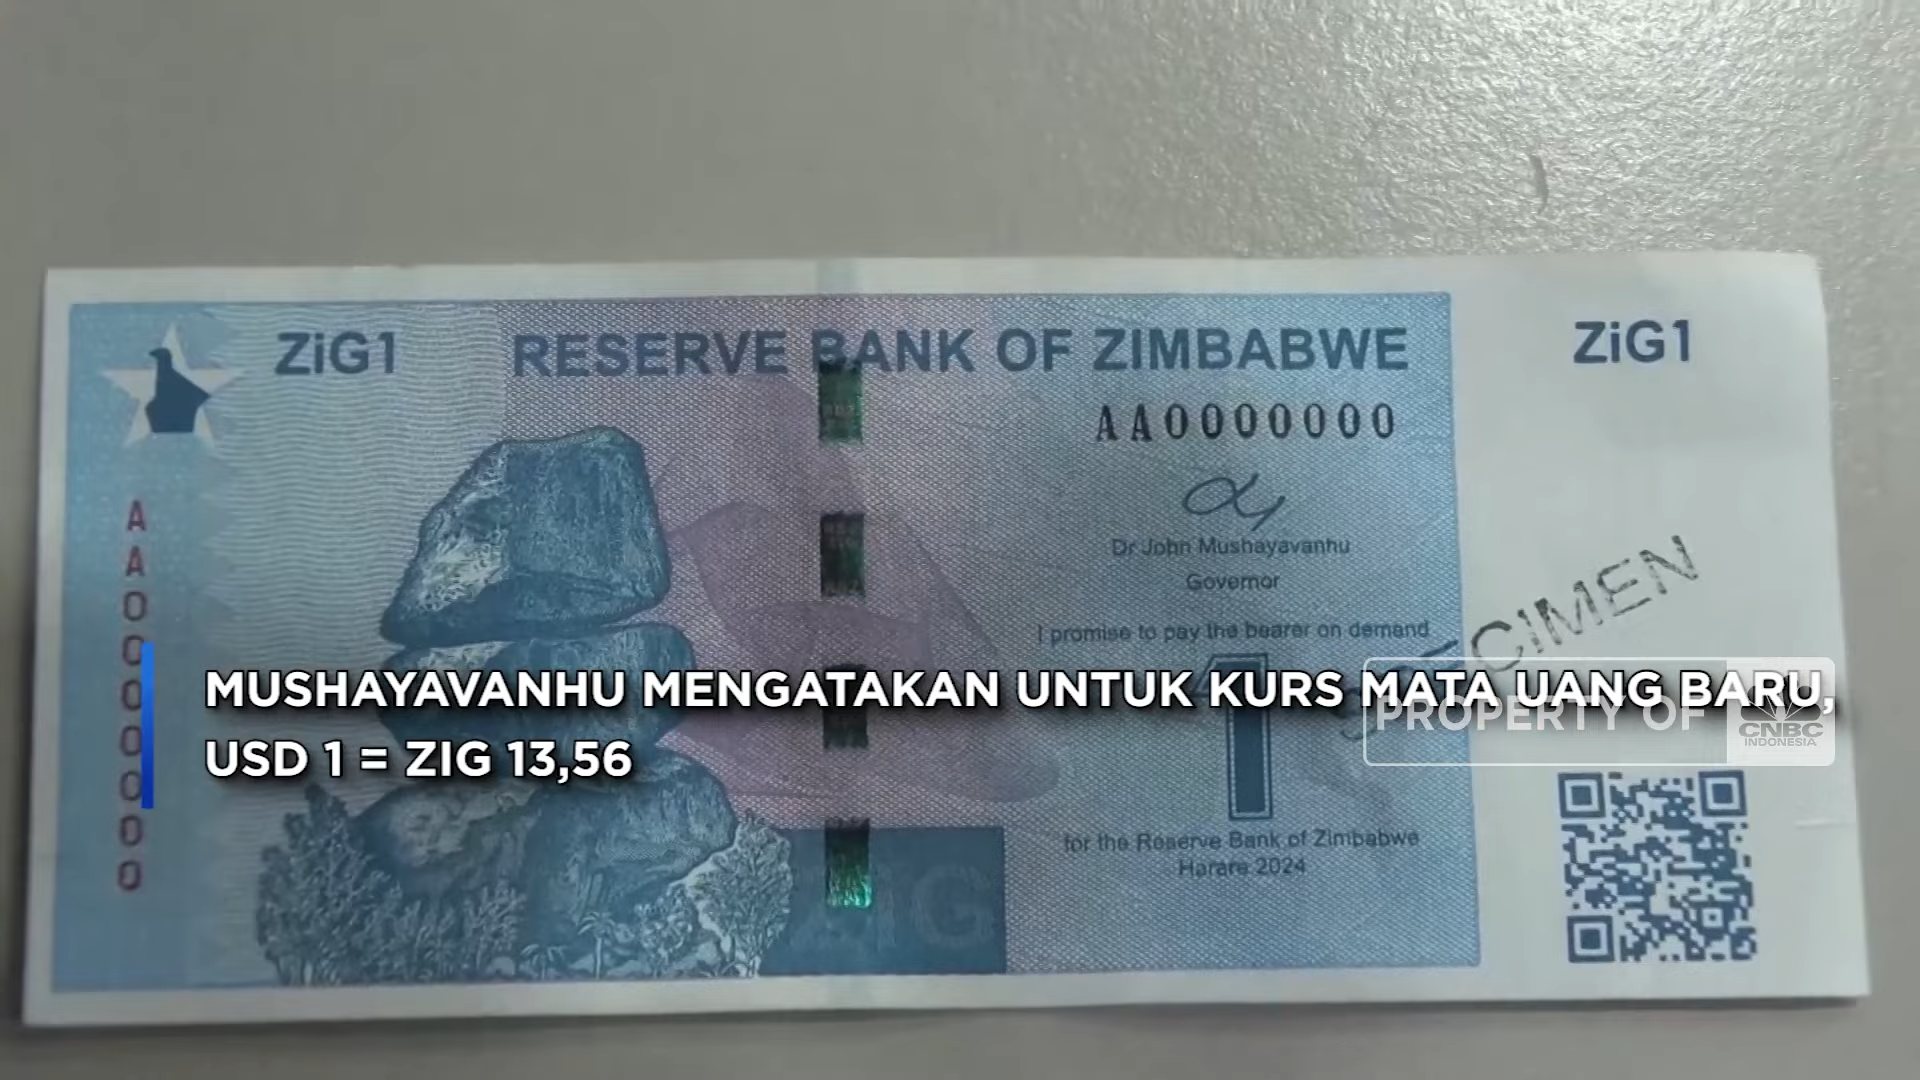 ZiG1
RESERVE BANK OF ZIMBABWE
ZiG1
AA0000000
Dr John Mushayavanhu
Governor
I promise to pay the bearer on demand
1
for the Reserve Bank of Zimbabwe
Harare 2024
AA0000000
ZIG
MUSHAYAVANHU MENGATAKAN UNTUK KURS MATA UANG BARU,
USD 1 = ZIG 13,56
PROPERTY OF
CNBC
INDONESIA